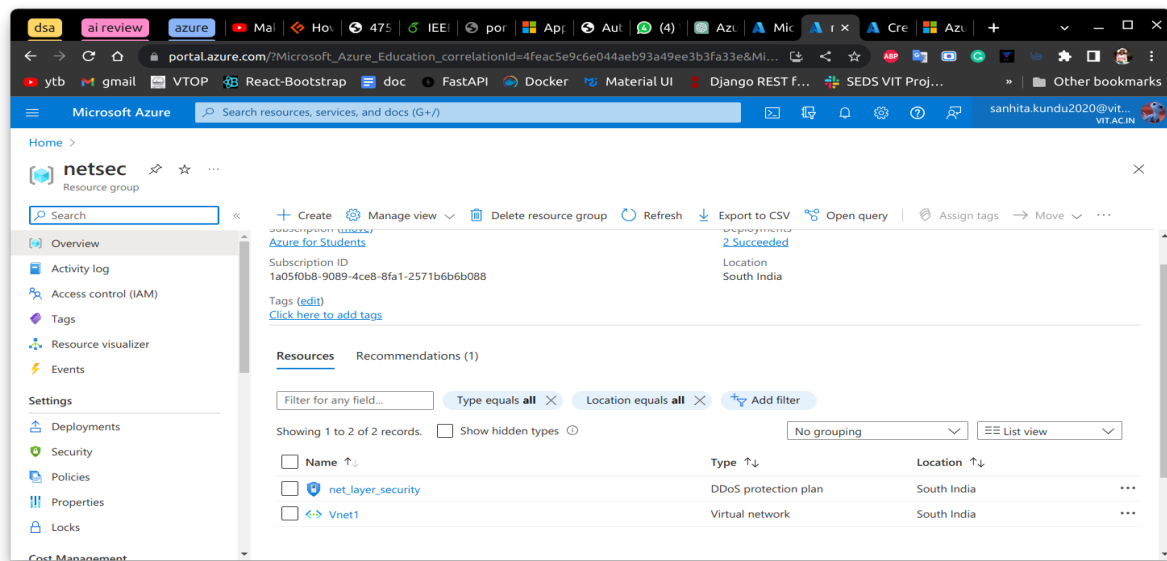 dsa ai review azure Mal Hov 475 IEEI por App Aut (4) Azu Mic r Cre Azu
portal.azure.com/?Microsoft_Azure_Education_correlationId=4feac5e9c6e044aeb93a49ee3b3fa33e&Mi...
ytb gmail VTOP React-Bootstrap doc FastAPI Docker Material UI Django REST f... SEDS VIT Proj... » Other bookmarks
Microsoft Azure Search resources, services, and docs (G+/) sanhita.kundu2020@vit...
VIT.AC.IN
Home >
netsec
Resource group
Search
Create Manage view Delete resource group Refresh Export to CSV Open query Assign tags Move
Overview
Activity log
Access control (IAM)
Tags
Resource visualizer
Events
Settings
Deployments
Security
Policies
Properties
Locks
Cost Management
Subscription (move) Deployments
Azure for Students 2 Succeeded
Subscription ID Location
1a05f0b8-9089-4ce8-8fa1-2571b6b6b088 South India
Tags (edit)
Click here to add tags
Resources Recommendations (1)
Filter for any field... Type equals all Location equals all Add filter
Showing 1 to 2 of 2 records. Show hidden types No grouping List view
Name Type Location
net_layer_security DDoS protection plan South India
Vnet1 Virtual network South India